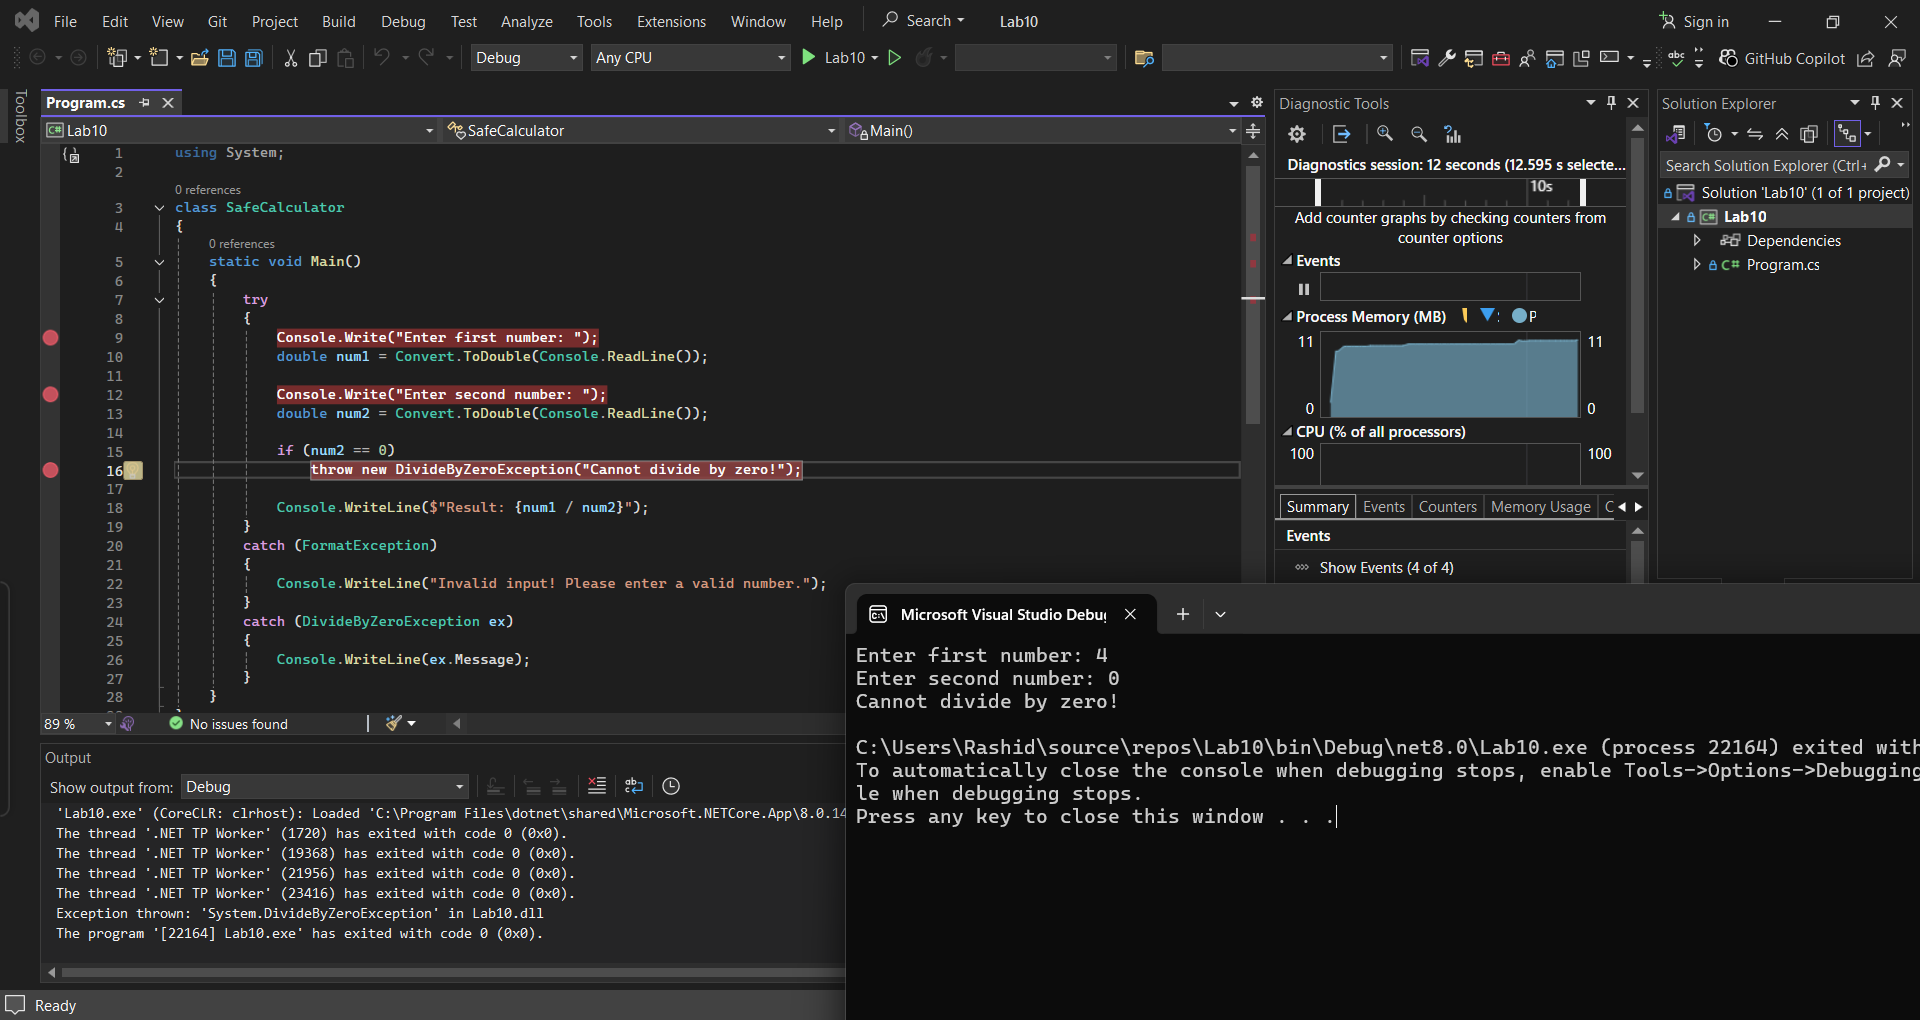 File Edit View Git Project Build Debug Test Analyze Tools Extensions Window Help Search Lab10 Sign in
Debug Any CPU Lab10 GitHub Copilot
Toolbox
Program.cs
Lab10 SafeCalculator Main()
1 using System;
2
0 references
3 class SafeCalculator
4 {
0 references
5 static void Main()
6 {
7 try
8 {
9 Console.Write("Enter first number: ");
10 double num1 = Convert.ToDouble(Console.ReadLine());
11
12 Console.Write("Enter second number: ");
13 double num2 = Convert.ToDouble(Console.ReadLine());
14
15 if (num2 == 0)
16 throw new DivideByZeroException("Cannot divide by zero!");
17
18 Console.WriteLine($"Result: {num1 / num2}");
19 }
20 catch (FormatException)
21 {
22 Console.WriteLine("Invalid input! Please enter a valid number.");
23 }
24 catch (DivideByZeroException ex)
25 {
26 Console.WriteLine(ex.Message);
27 }
28 }
89 % No issues found
Output
Show output from: Debug
'Lab10.exe' (CoreCLR: clrhost): Loaded 'C:\Program Files\dotnet\shared\Microsoft.NETCore.App\8.0.14
The thread '.NET TP Worker' (1720) has exited with code 0 (0x0).
The thread '.NET TP Worker' (19368) has exited with code 0 (0x0).
The thread '.NET TP Worker' (21956) has exited with code 0 (0x0).
The thread '.NET TP Worker' (23416) has exited with code 0 (0x0).
Exception thrown: 'System.DivideByZeroException' in Lab10.dll
The program '[22164] Lab10.exe' has exited with code 0 (0x0).
Ready
Diagnostic Tools
Diagnostics session: 12 seconds (12.595 s selecte...
10s
Add counter graphs by checking counters from
counter options
Events
Process Memory (MB) P
11 11
0 0
CPU (% of all processors)
100 100
Summary Events Counters Memory Usage C
Events
Show Events (4 of 4)
Solution Explorer
Search Solution Explorer (Ctrl+
Solution 'Lab10' (1 of 1 project)
C# Lab10
Dependencies
C# Program.cs
Microsoft Visual Studio Debug
Enter first number: 4
Enter second number: 0
Cannot divide by zero!
C:\Users\Rashid\source\repos\Lab10\bin\Debug\net8.0\Lab10.exe (process 22164) exited with
To automatically close the console when debugging stops, enable Tools->Options->Debugging
le when debugging stops.
Press any key to close this window . . .